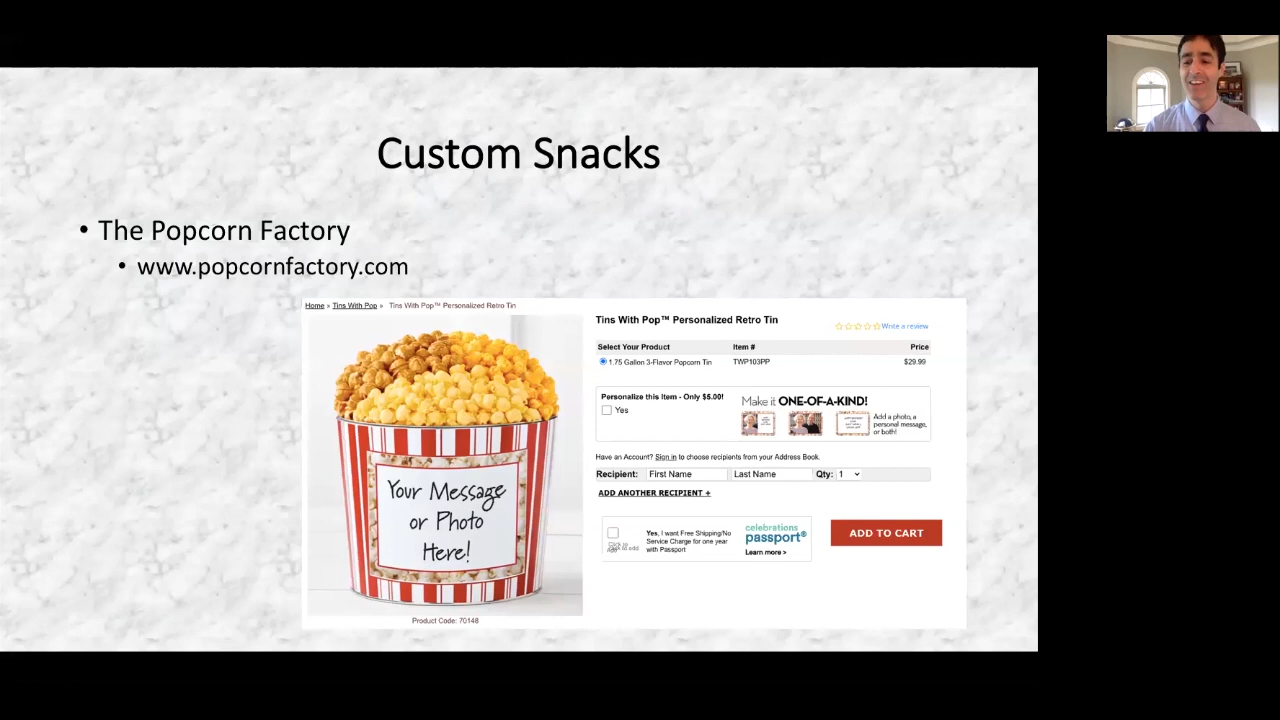 Custom Snacks
• The Popcorn Factory
• www.popcornfactory.com
Home » Tins With Pop » Tins With Pop™ Personalized Retro Tin
Your Message
or Photo
Here!
Product Code: 70148
Tins With Pop™ Personalized Retro Tin
Write a review
Select Your Product Item # Price
1.75 Gallon 3-Flavor Popcorn Tin TWP103PP $29.99
Personalize this Item - Only $5.00!
Yes
Make it ONE-OF-A-KIND!
Add a photo, a
personal message,
or both!
Have an Account? Sign in to choose recipients from your Address Book.
Recipient: First Name Last Name Qty: 1
ADD ANOTHER RECIPIENT +
Click to add
Yes, I want Free Shipping/No
Service Charge for one year
with Passport
celebrations
passport®
Learn more >
ADD TO CART